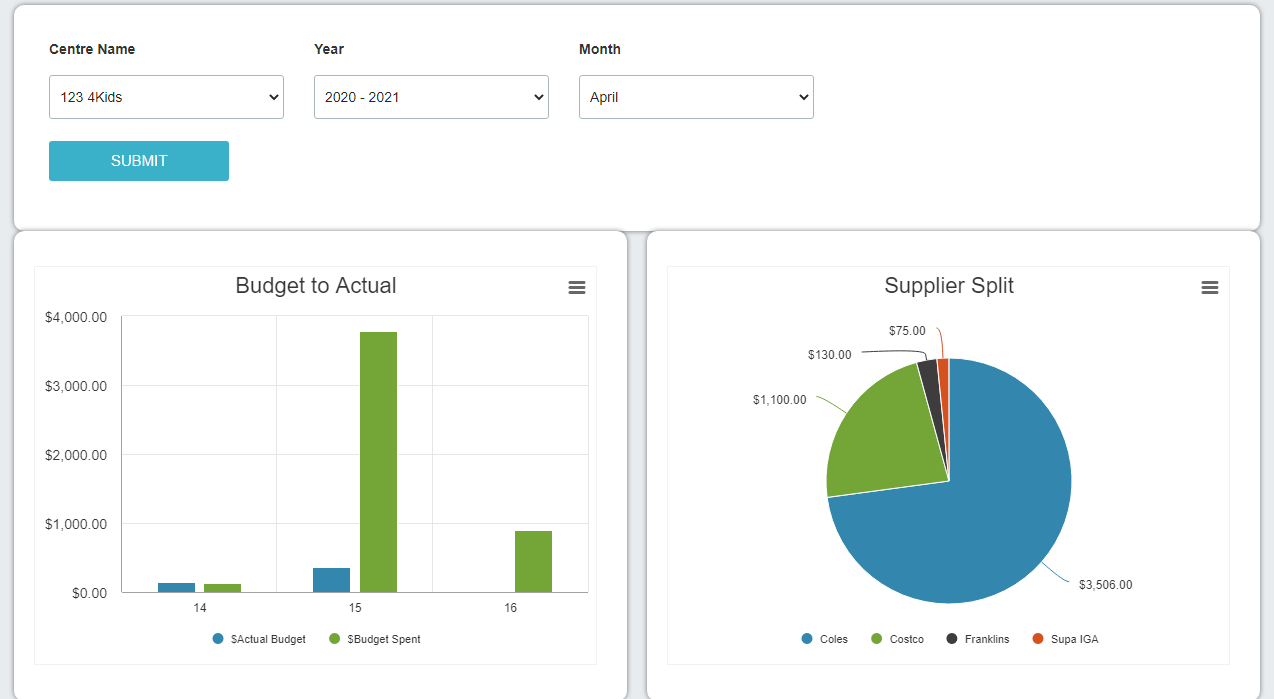 Centre Name Year Month
123 4Kids 2020 - 2021 April
SUBMIT
Budget to Actual
$4,000.00
$3,000.00
$2,000.00
$1,000.00
$0.00
14 15 16
$Actual Budget $Budget Spent
Supplier Split
$75.00
$130.00
$1,100.00
$3,506.00
Coles Costco Franklins Supa IGA